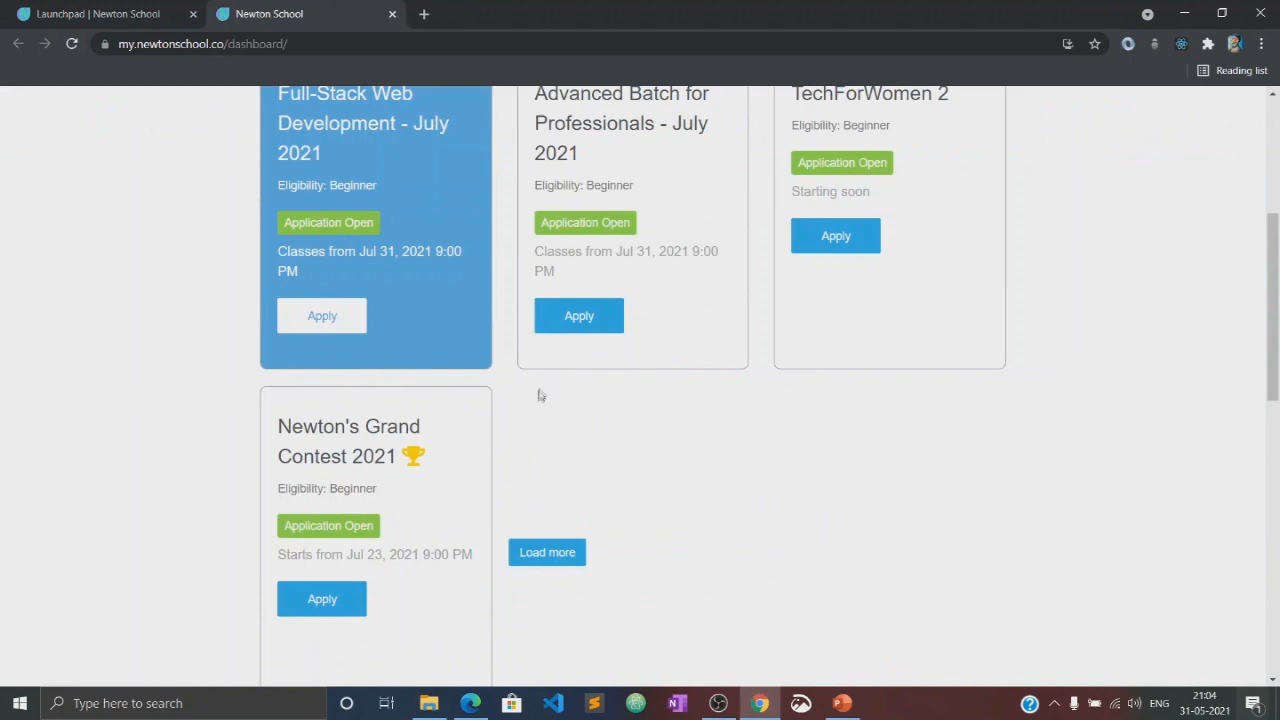 Launchpad | Newton School
Newton School
my.newtonschool.co/dashboard/
Reading list
Full-Stack Web
Development - July
2021
Eligibility: Beginner
Application Open
Classes from Jul 31, 2021 9:00
PM
Apply
Advanced Batch for
Professionals - July
2021
Eligibility: Beginner
Application Open
Classes from Jul 31, 2021 9:00
PM
Apply
TechForWomen 2
Eligibility: Beginner
Application Open
Starting soon
Apply
Newton's Grand
Contest 2021
Eligibility: Beginner
Application Open
Starts from Jul 23, 2021 9:00 PM
Apply
Load more
Type here to search
ENG
21:04
31-05-2021